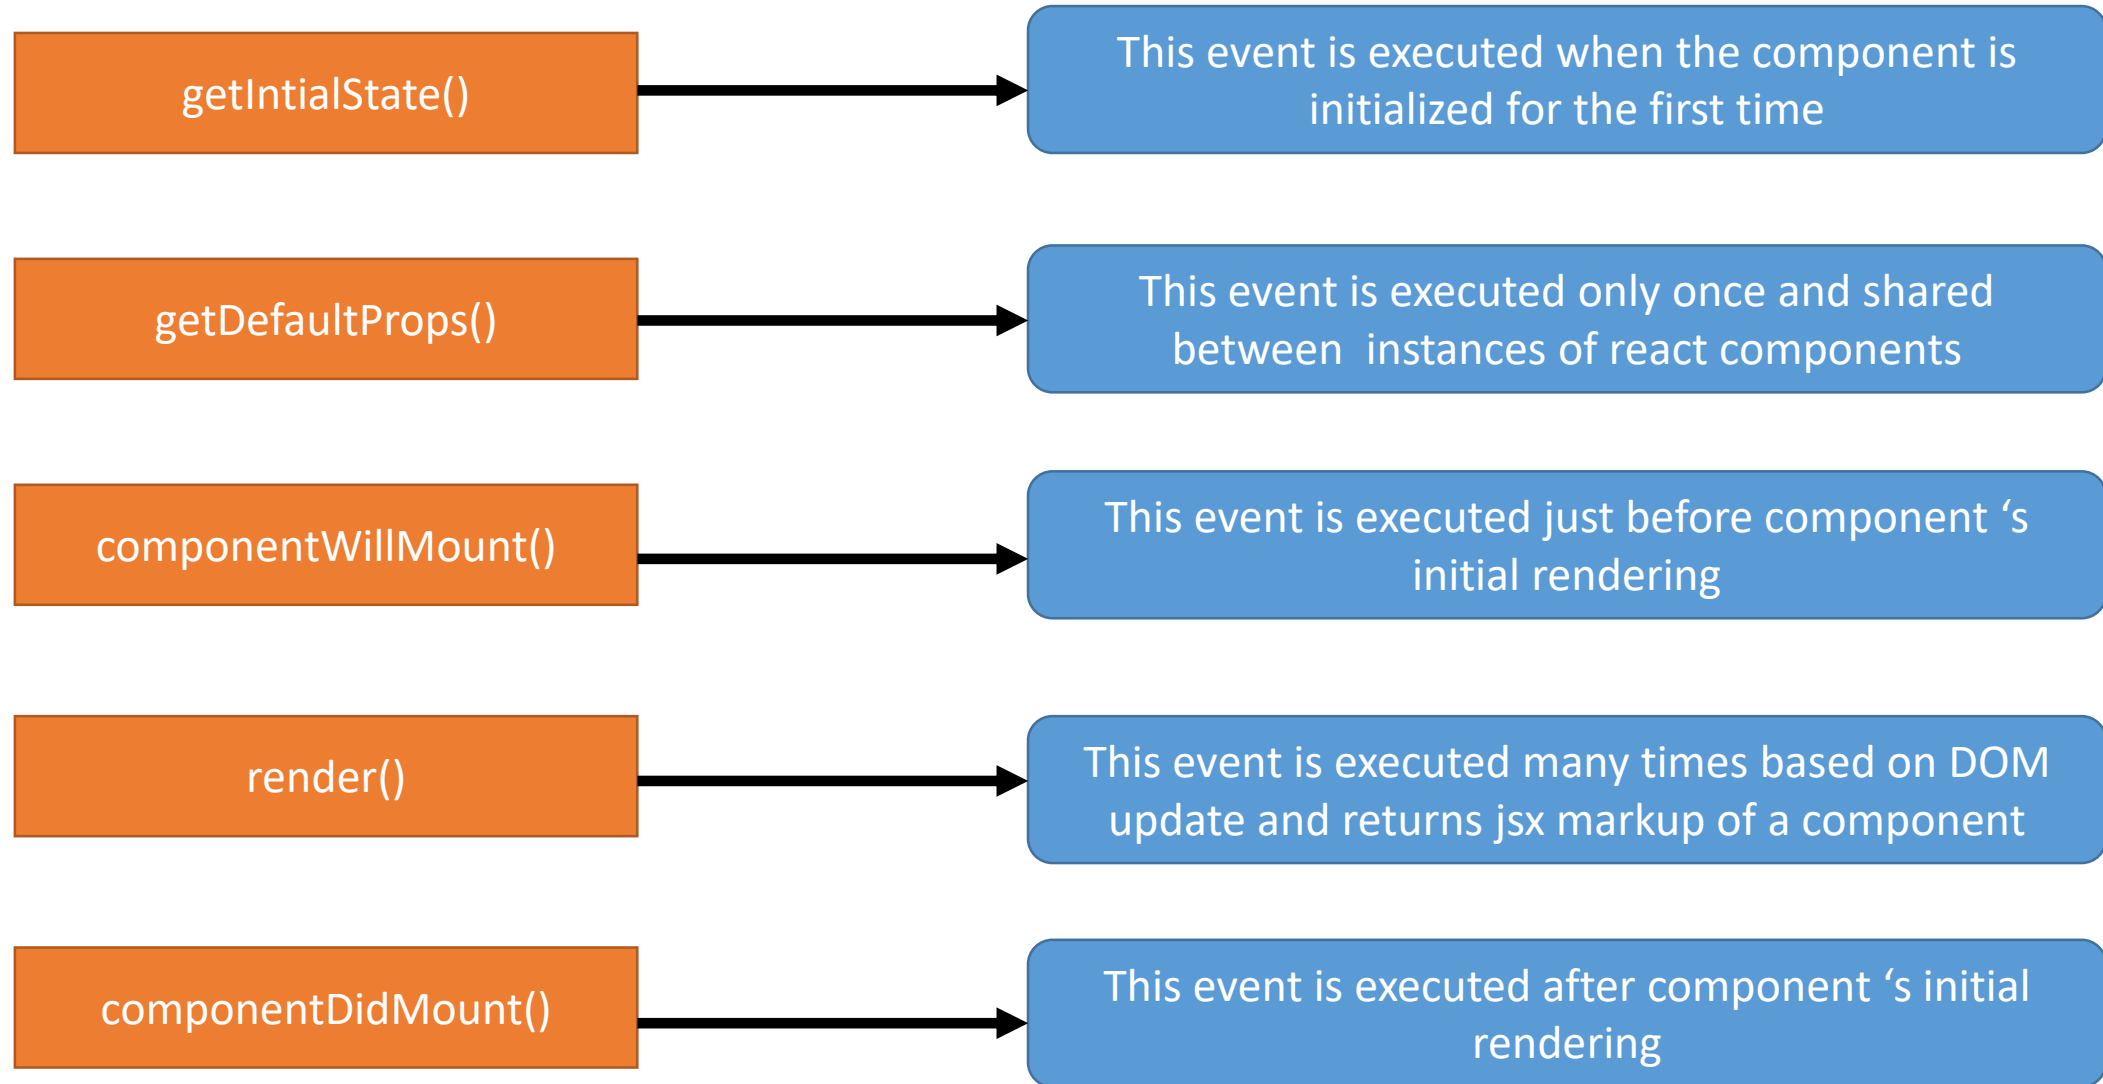 getIntialState()
This event is executed when the component is
initialized for the first time
getDefaultProps()
This event is executed only once and shared
between  instances of react components
componentWillMount()
This event is executed just before component ‘s
initial rendering
render()
This event is executed many times based on DOM
update and returns jsx markup of a component
componentDidMount()
This event is executed after component ‘s initial
rendering